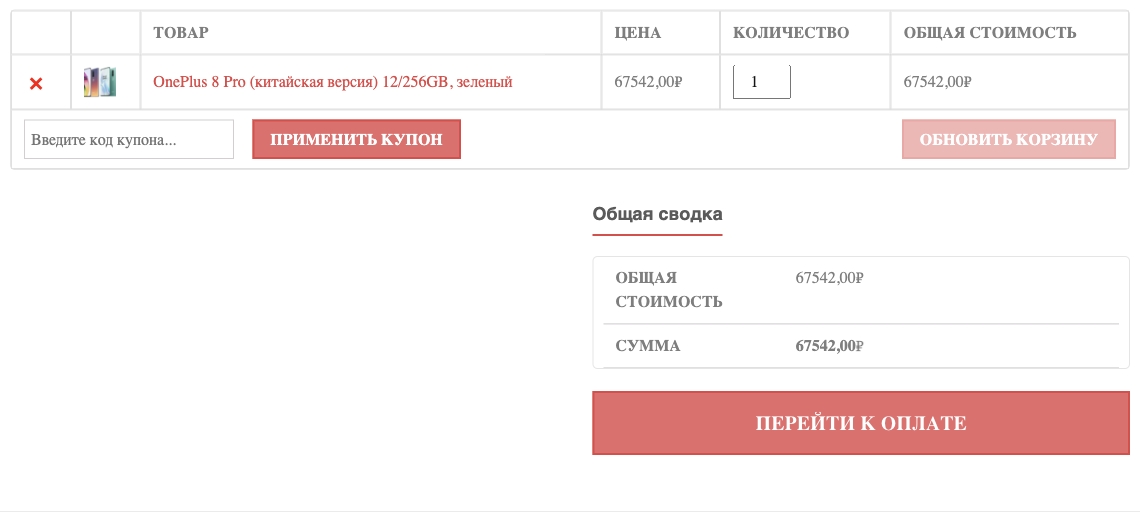 ТОВАР ЦЕНА КОЛИЧЕСТВО ОБЩАЯ СТОИМОСТЬ
× OnePlus 8 Pro (китайская версия) 12/256GB, зеленый 67542,00₽ 1 67542,00₽
Введите код купона... ПРИМЕНИТЬ КУПОН ОБНОВИТЬ КОРЗИНУ
Общая сводка
ОБЩАЯ 67542,00₽
СТОИМОСТЬ
СУММА 67542,00₽
ПЕРЕЙТИ К ОПЛАТЕ